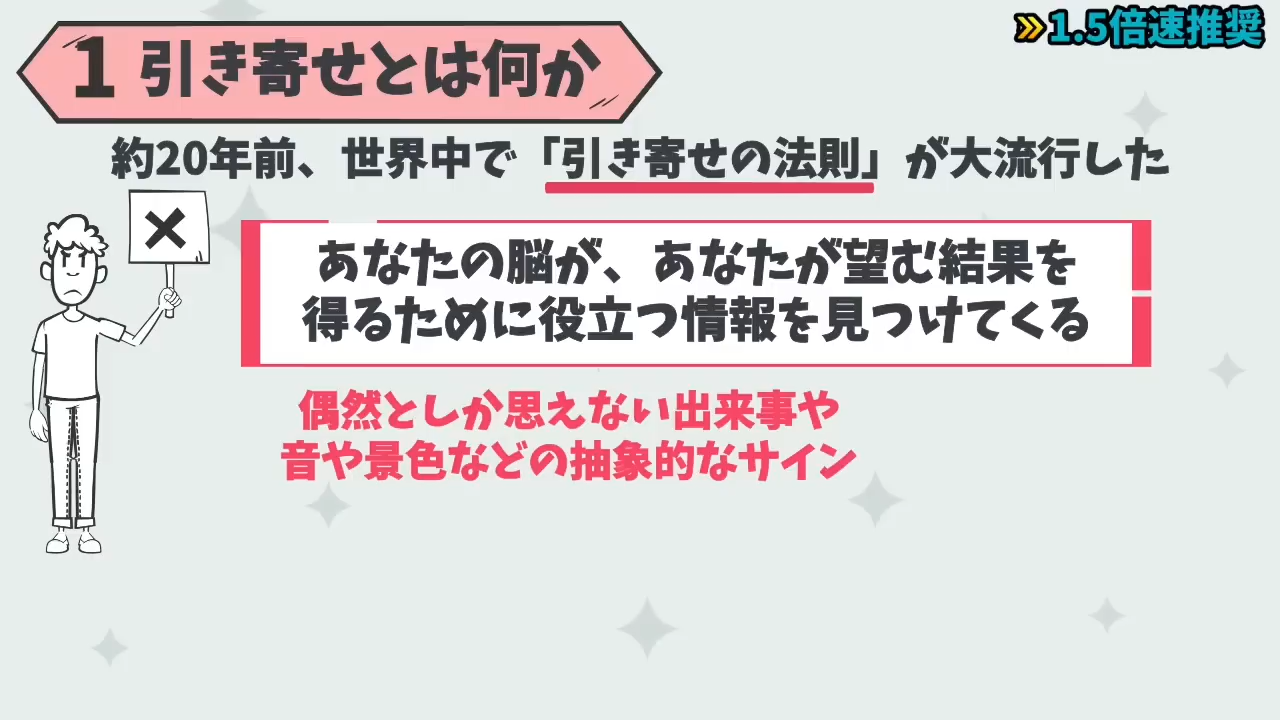 1.5倍速推奨
1 引き寄せとは何か
約20年前、世界中で「引き寄せの法則」が大流行した
あなたの脳が、あなたが望む結果を
得るために役立つ情報を見つけてくる
偶然としか思えない出来事や
音や景色などの抽象的なサイン